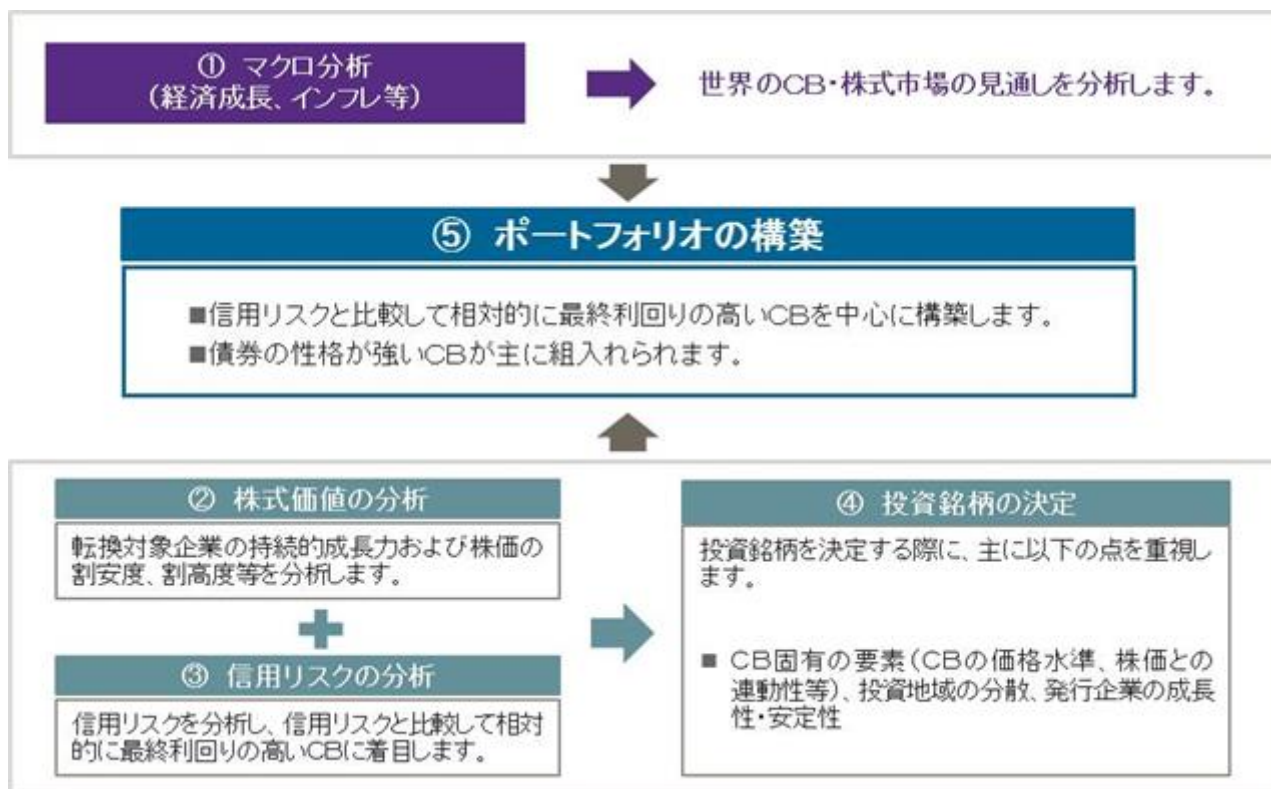 ① マクロ分析
（経済成長、インフレ等）
世界のCB・株式市場の見通しを分析します。
⑤ ポートフォリオの構築
■信用リスクと比較して相対的に最終利回りの高いCBを中心に構築します。
■債券の性格が強いCBが主に組入れられます。
② 株式価値の分析
転換対象企業の持続的成長力および株価の
割安度、割高度等を分析します。
③ 信用リスクの分析
信用リスクを分析し、信用リスクと比較して相対
的に最終利回りの高いCBに着目します。
④ 投資銘柄の決定
投資銘柄を決定する際に、主に以下の点を重視し
ます。
■ CB固有の要素（CBの価格水準、株価との
連動性等）、投資地域の分散、発行企業の成長
性・安定性